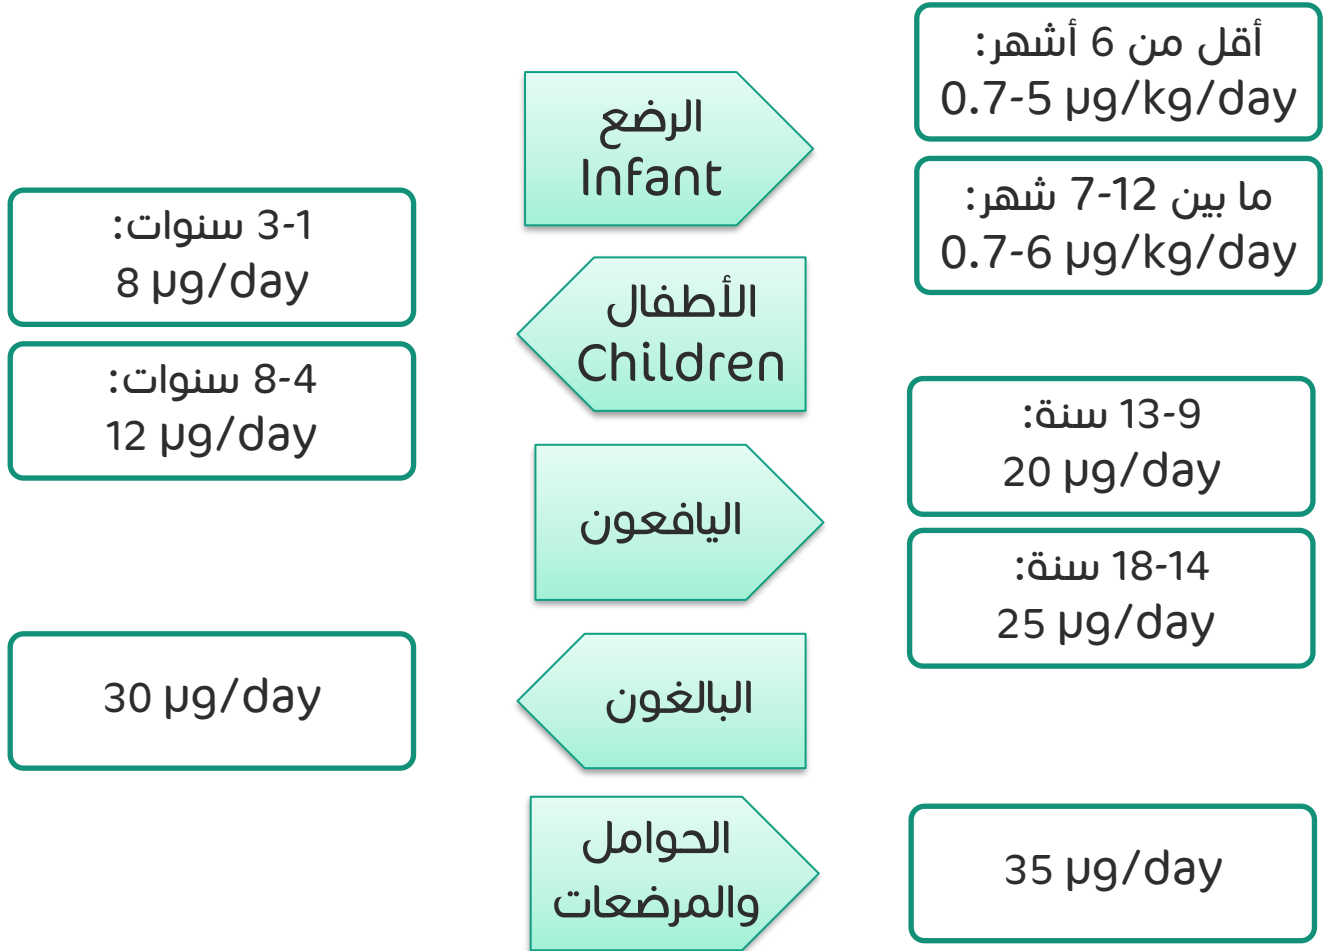 الرضع
Infant
أقل من 6 أشهر:
0.7-5 µg/kg/day
ما بين 12-7 شهر:
0.7-6 µg/kg/day
الأطفال
Children
3-1 سنوات:
8 µg/day
8-4 سنوات:
12 µg/day
اليافعون
13-9 سنة:
20 µg/day
18-14 سنة:
25 µg/day
البالغون
30 µg/day
الحوامل
والمرضعات
35 µg/day